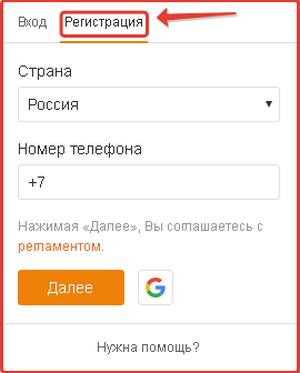 Вход Регистрация
Страна
Россия
Номер телефона
+7
Нажимая «Далее», Вы соглашаетесь с
регламентом.
Далее G
Нужна помощь?